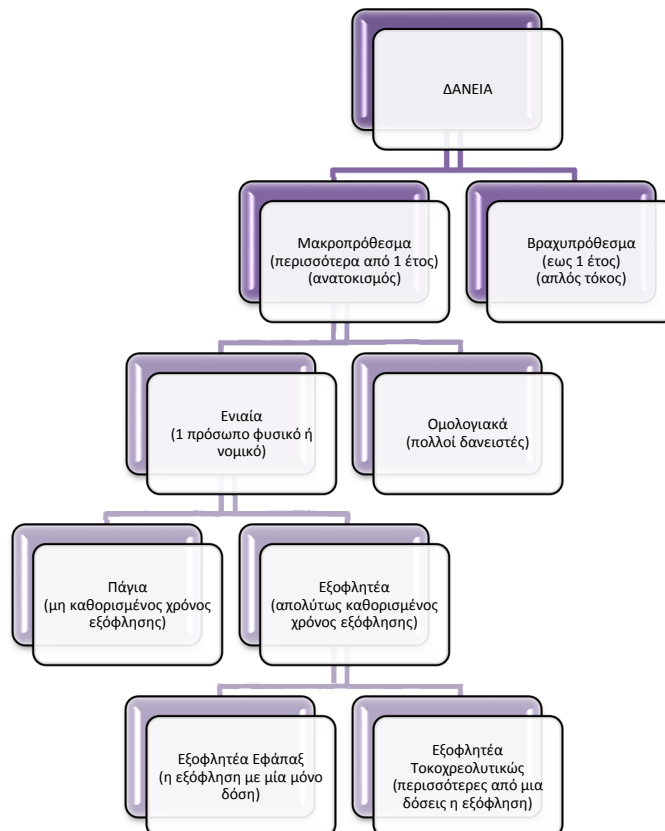 ΔΑΝΕΙΑ
Μακροπρόθεσμα
(περισσότερα από 1 έτος)
(ανατοκισμός)
Βραχυπρόθεσμα
(εως 1 έτος)
(απλός τόκος)
Ενιαία
(1 πρόσωπο φυσικό ή
νομικό)
Ομολογιακά
(πολλοί δανειστές)
Πάγια
(μη καθορισμένος χρόνος
εξόφλησης)
Εξοφλητέα
(απολύτως καθορισμένος
χρόνος εξόφλησης)
Εξοφλητέα Εφάπαξ
(η εξόφληση με μία μόνο
δόση)
Εξοφλητέα
Τοκοχρεολυτικώς
(περισσότερες από μια
δόσεις η εξόφληση)